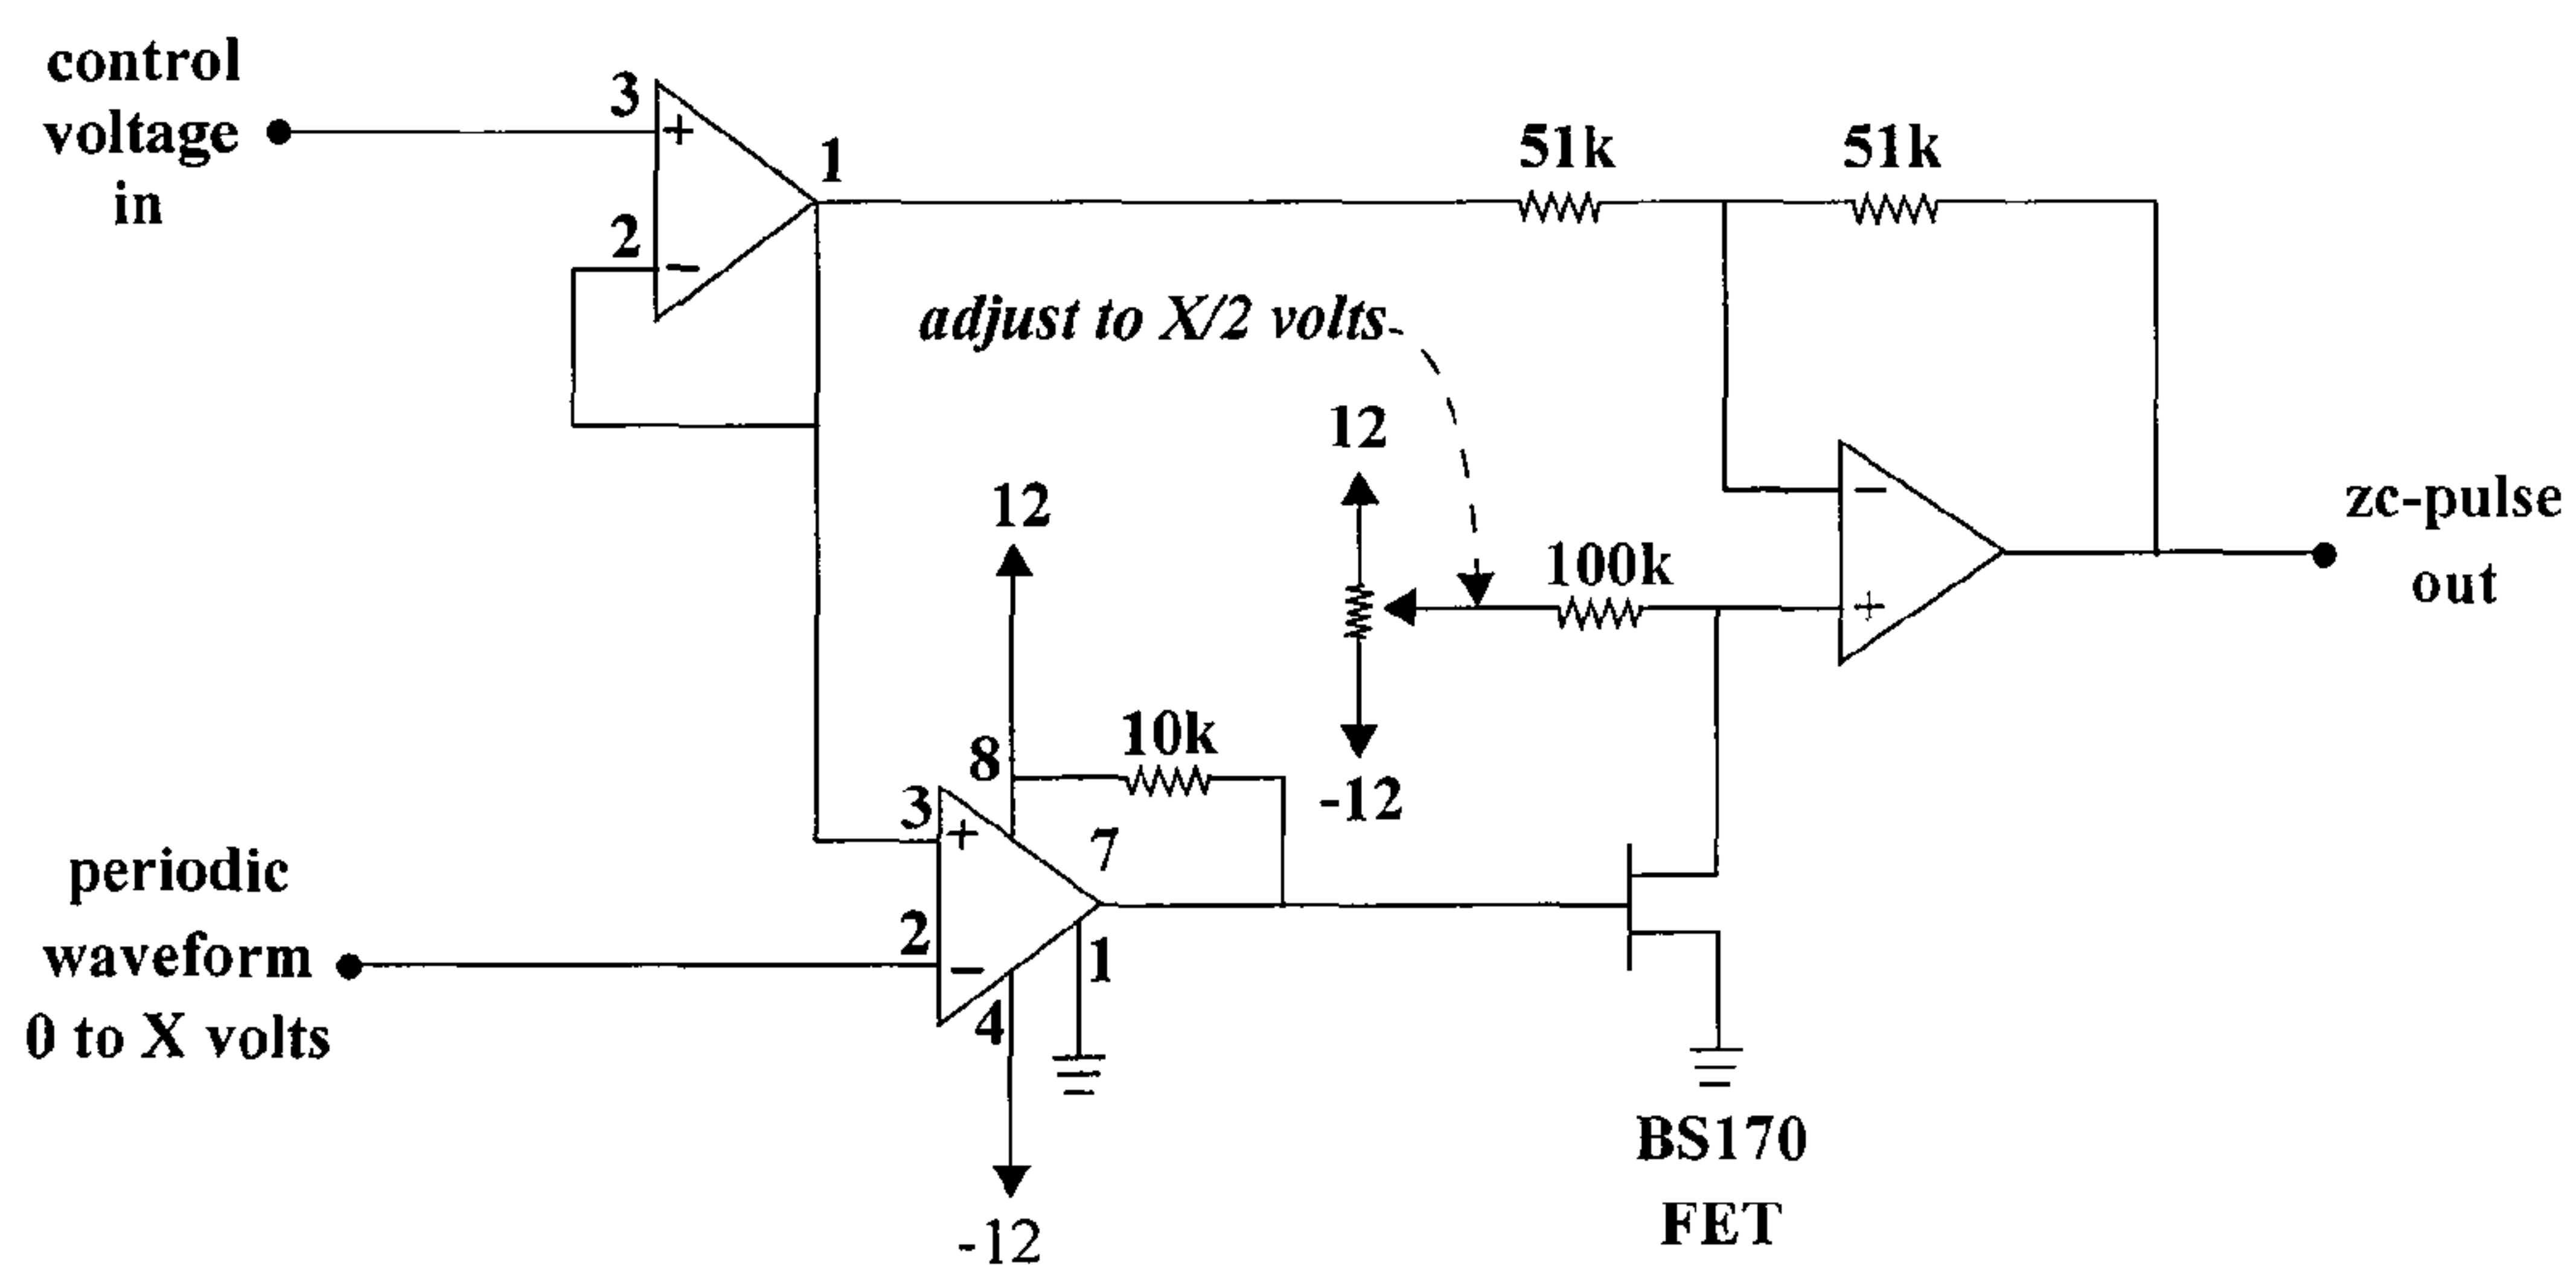 control
voltage
in
3
+
2
−
1
51k
51k
adjust to X/2 volts
12
12
100k
−
+
zc-pulse
out
-12
10k
8
3
+
7
2
−
1
4
periodic
waveform
0 to X volts
-12
BS170
FET